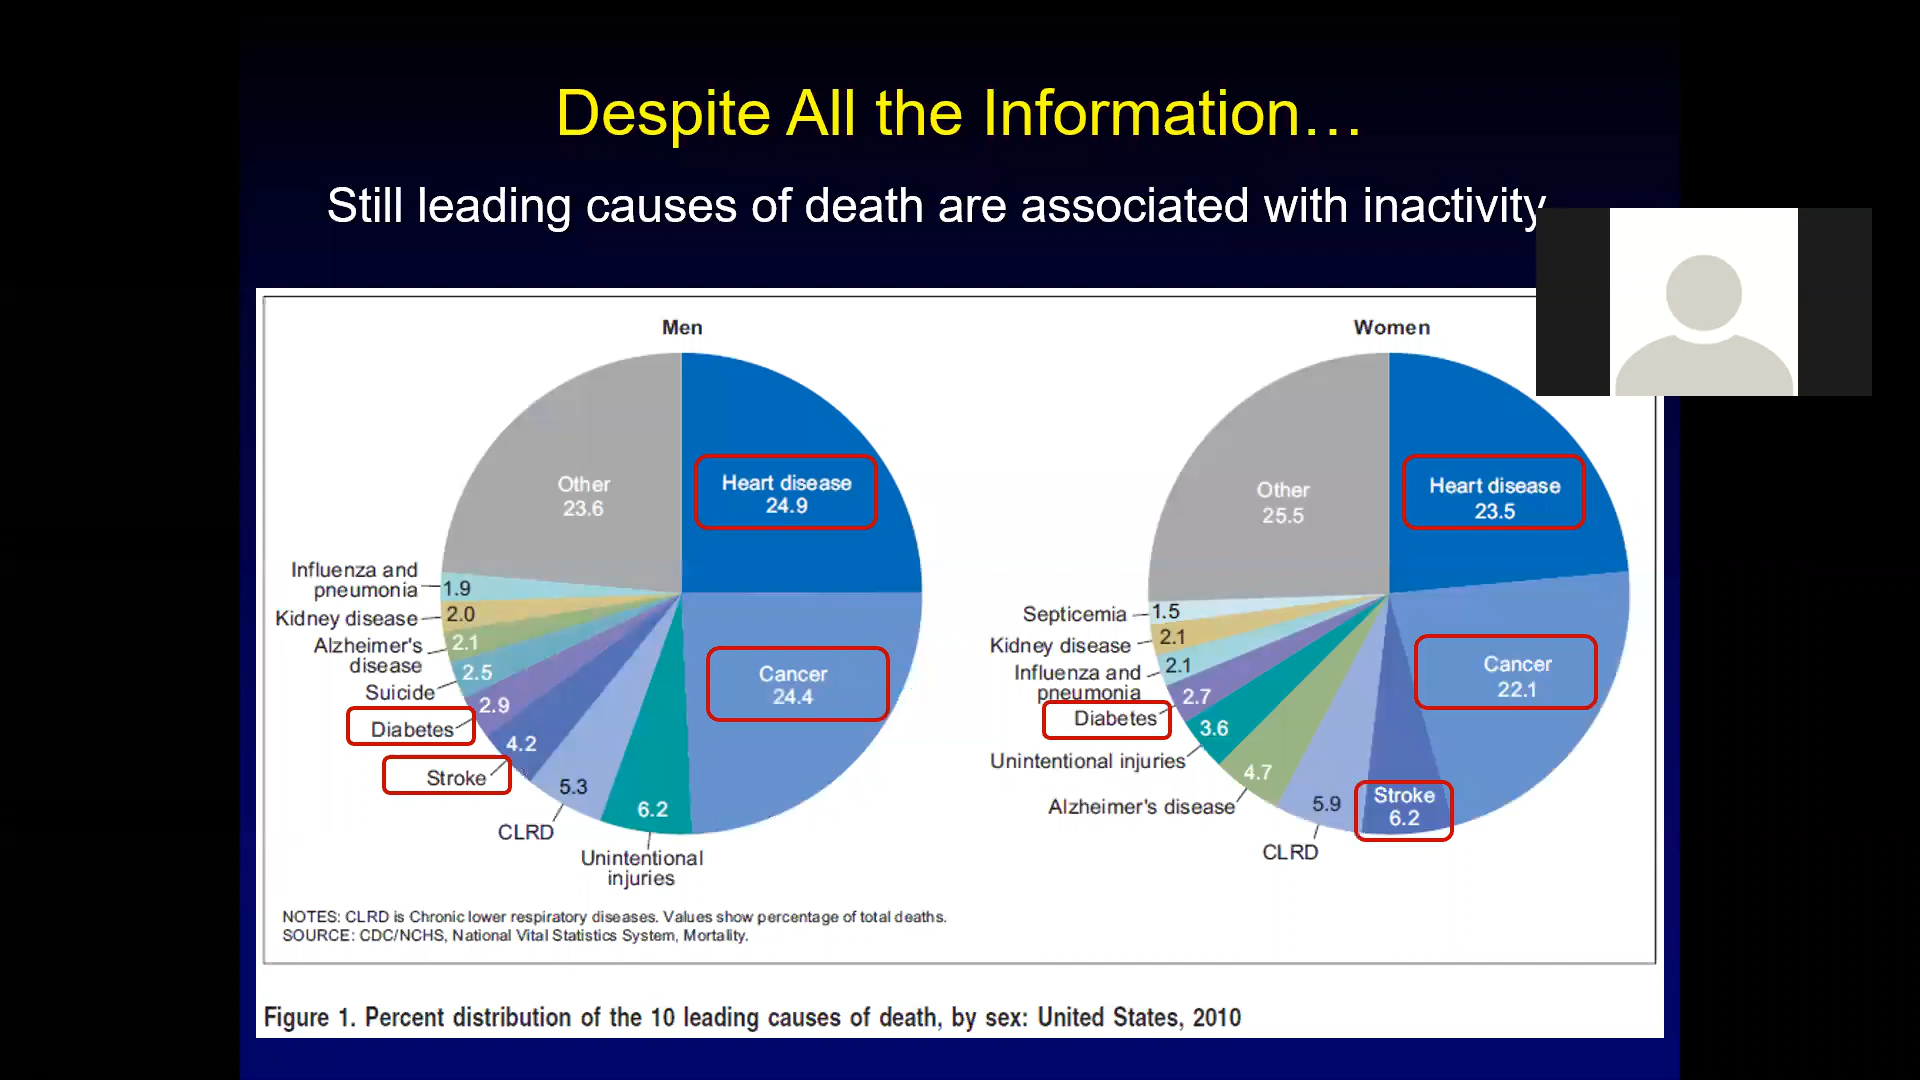 Despite All the Information…
Still leading causes of death are associated with inactivity
Men
Other
23.6
Heart disease
24.9
Influenza and
pneumonia
1.9
Kidney disease
2.0
Alzheimer's
disease
2.1
Suicide
2.5
Diabetes
2.9
Stroke
4.2
CLRD
5.3
Unintentional
injuries
6.2
Cancer
24.4
Women
Other
25.5
Heart disease
23.5
Septicemia
1.5
Kidney disease
2.1
Influenza and
pneumonia
2.1
Diabetes
2.7
Unintentional injuries
3.6
Alzheimer's disease
4.7
CLRD
5.9
Stroke
6.2
Cancer
22.1
NOTES: CLRD is Chronic lower respiratory diseases. Values show percentage of total deaths.
SOURCE: CDC/NCHS, National Vital Statistics System, Mortality.
Figure 1. Percent distribution of the 10 leading causes of death, by sex: United States, 2010